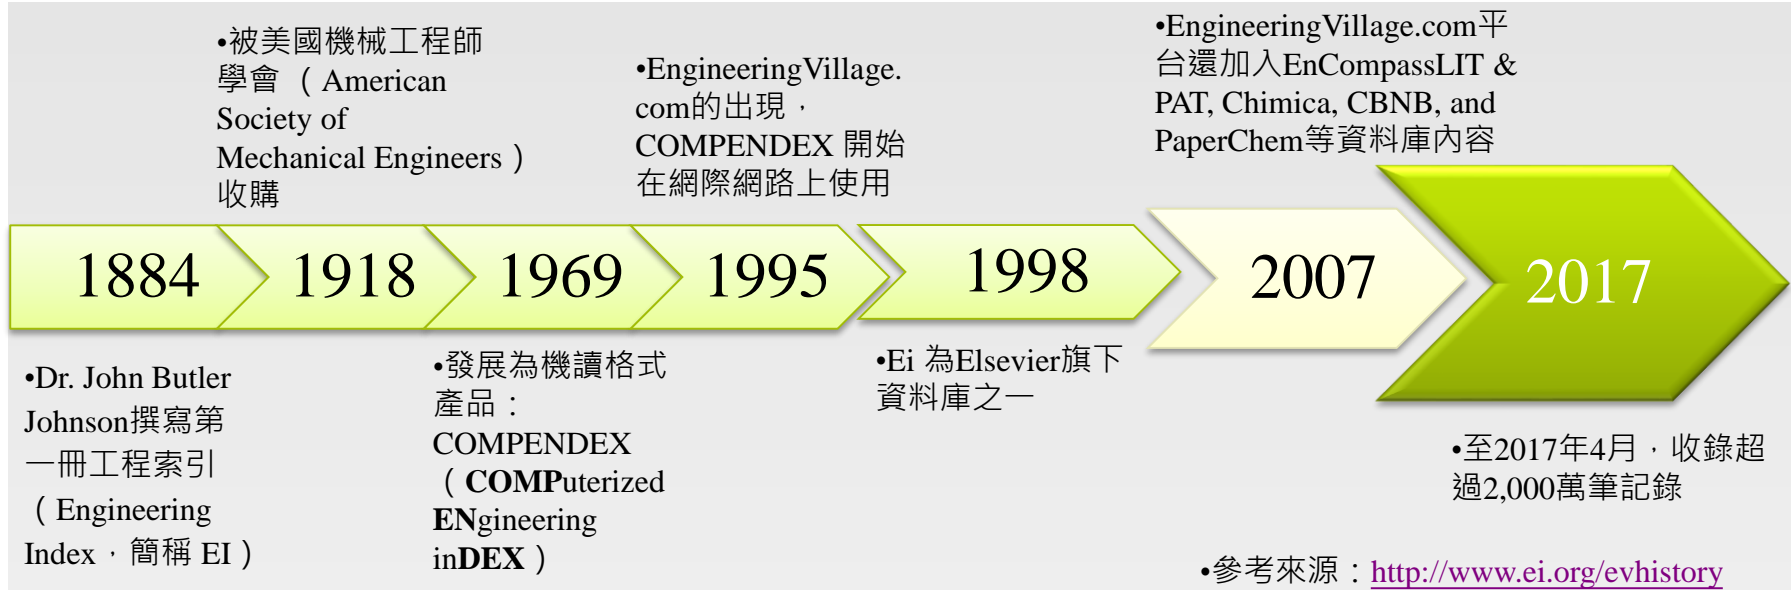 •被美國機械工程師
學會 （American
Society of
Mechanical Engineers）
收購
•EngineeringVillage.
com的出現，
COMPENDEX 開始
在網際網路上使用
•EngineeringVillage.com平
台還加入EnCompassLIT &
PAT, Chimica, CBNB, and
PaperChem等資料庫內容
1884
1918
1969
1995
1998
2007
2017
•Dr. John Butler
Johnson撰寫第
一冊工程索引
（Engineering
Index，簡稱 EI）
•發展為機讀格式
產品：
COMPENDEX
（COMPuterized
ENgineering
inDEX）
•Ei 為Elsevier旗下
資料庫之一
•至2017年4月，收錄超
過2,000萬筆記錄
•參考來源：http://www.ei.org/evhistory